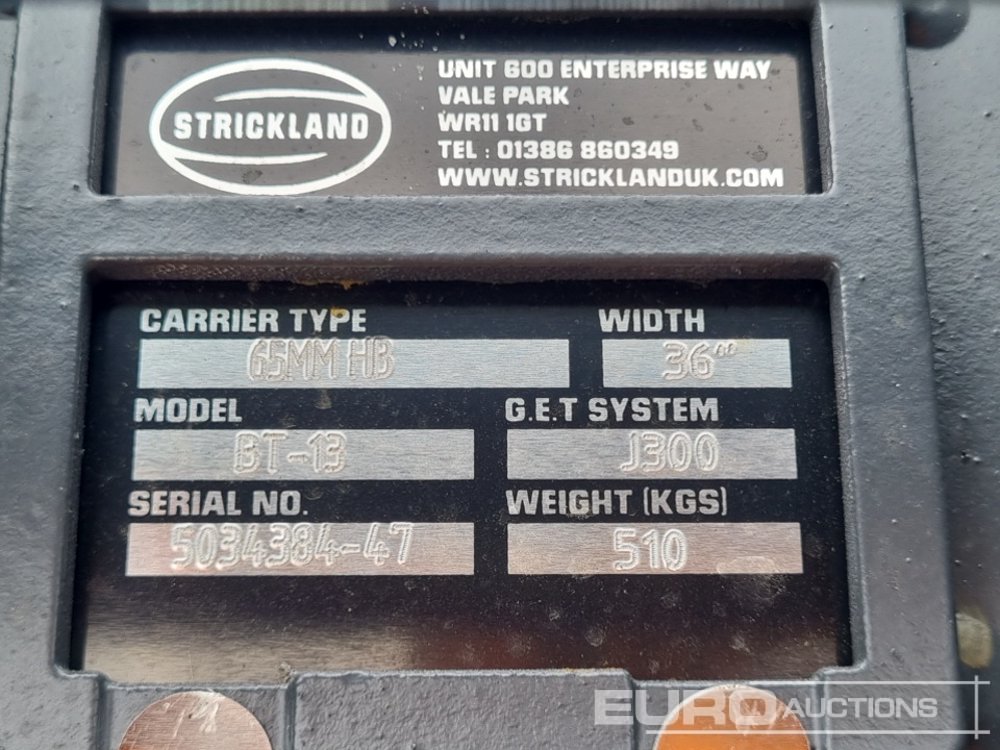 STRICKLAND
UNIT 600 ENTERPRISE WAY
VALE PARK
WR11 1GT
TEL : 01386 860349
WWW.STRICKLANDUK.COM
CARRIER TYPE
65MM HB
WIDTH
36""
MODEL
BT-13
G.E.T SYSTEM
J300
SERIAL NO.
5034384-47
WEIGHT (KGS)
510
EURO AUCTIONS